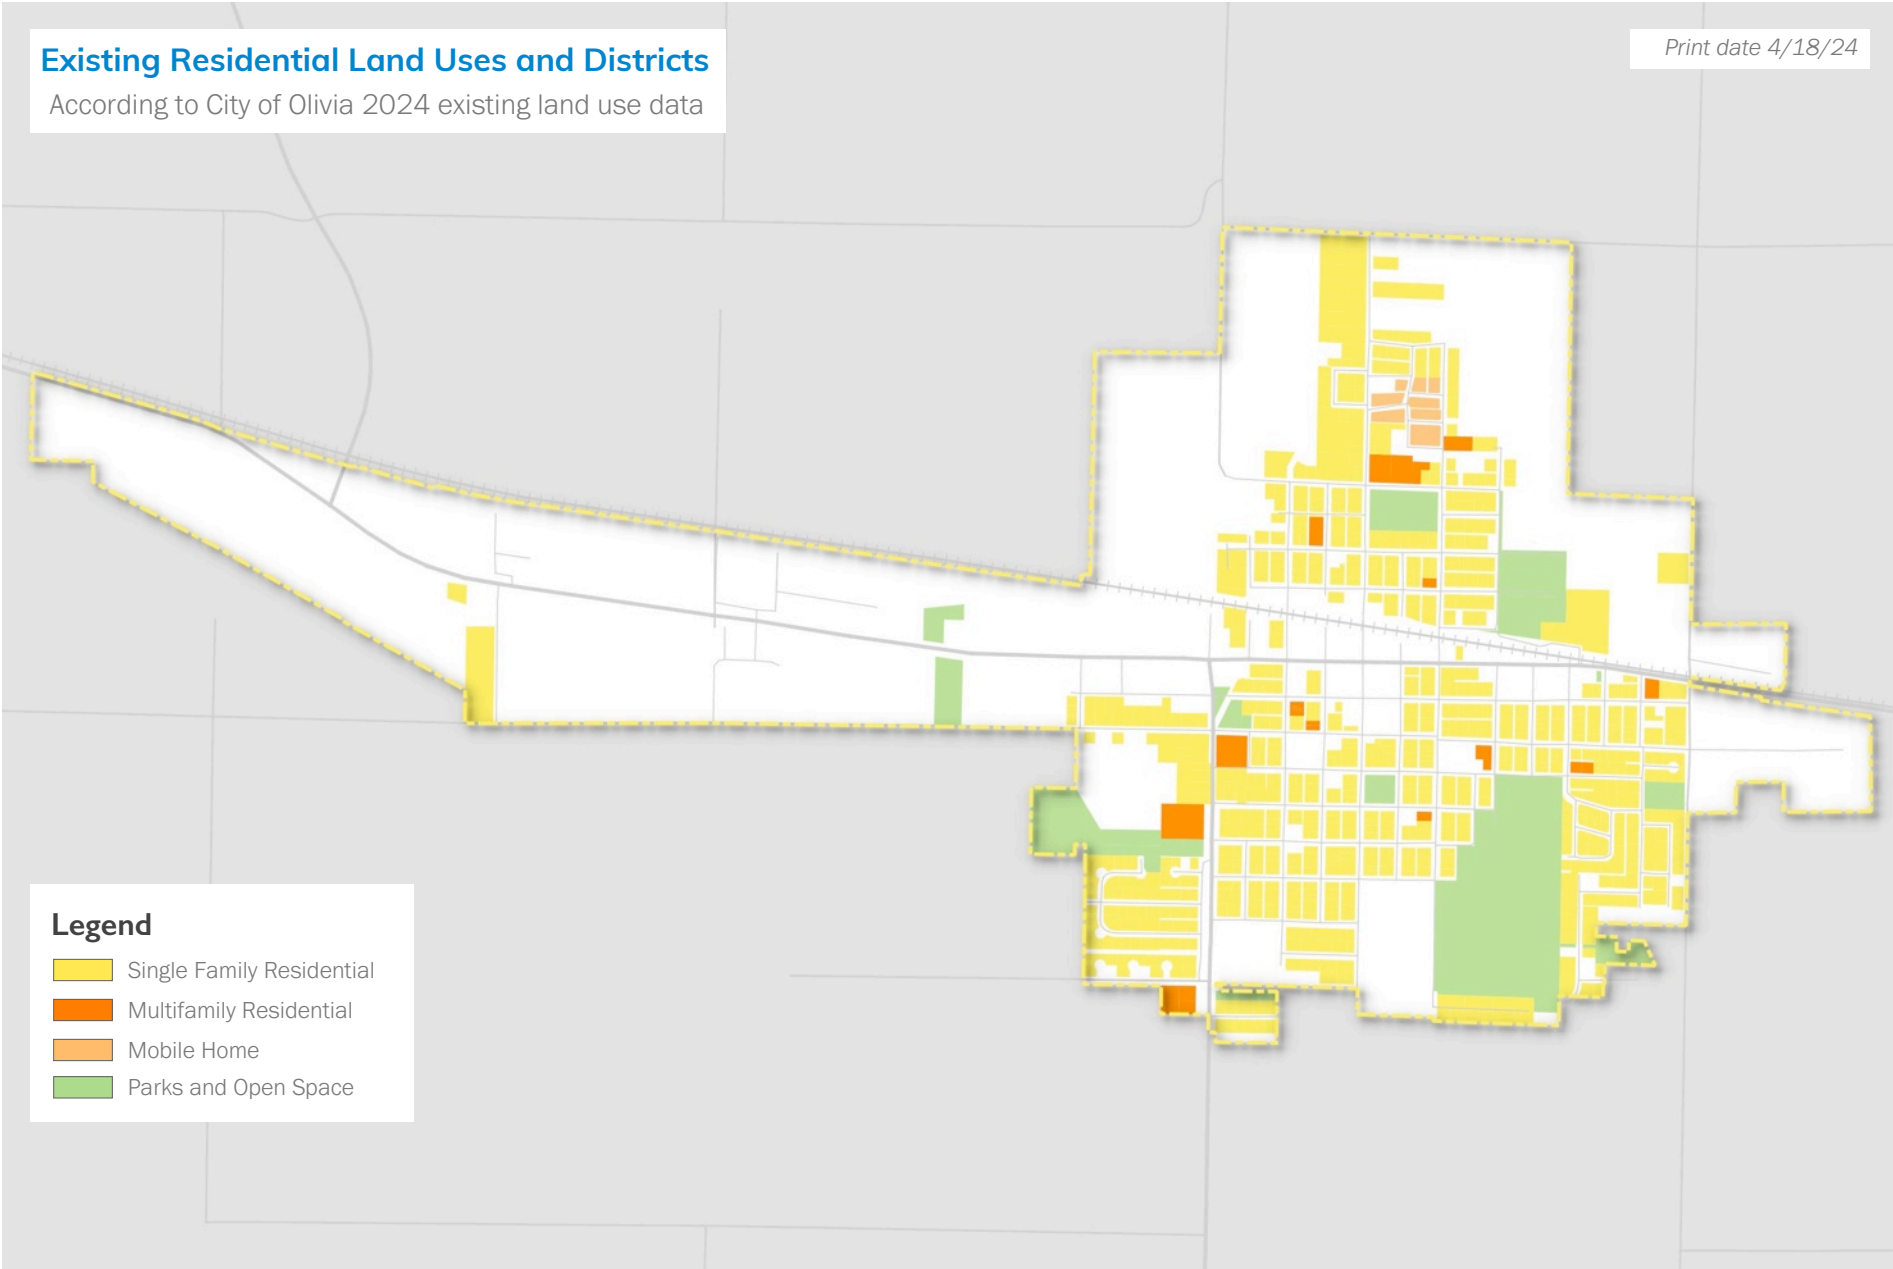 Existing Residential Land Uses and Districts
According to City of Olivia 2024 existing land use data
Print date 4/18/24
Legend
Single Family Residential
Multifamily Residential
Mobile Home
Parks and Open Space